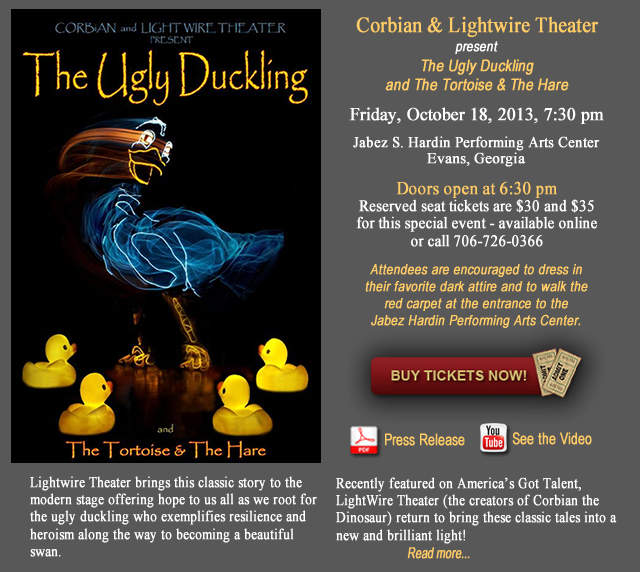 CORBiAN and LIGHT WIRE THEATER
PRESENT
The Ugly Duckling
and
The Tortoise & The Hare
Corbian & Lightwire Theater
present
The Ugly Duckling
and The Tortoise & The Hare
Friday, October 18, 2013, 7:30 pm
Jabez S. Hardin Performing Arts Center
Evans, Georgia
Doors open at 6:30 pm
Reserved seat tickets are $30 and $35
for this special event - available online
or call 706-726-0366
Attendees are encouraged to dress in
their favorite dark attire and to walk the
red carpet at the entrance to the
Jabez Hardin Performing Arts Center.
BUY TICKETS NOW!
ADMIT ONE
ADMIT ONE
PDF
Press Release
You
Tube
See the Video
Lightwire Theater brings this classic story to the
modern stage offering hope to us all as we root for
the ugly duckling who exemplifies resilience and
heroism along the way to becoming a beautiful
swan.
Recently featured on America's Got Talent,
LightWire Theater (the creators of Corbian the
Dinosaur) return to bring these classic tales into a
new and brilliant light!
Read more...